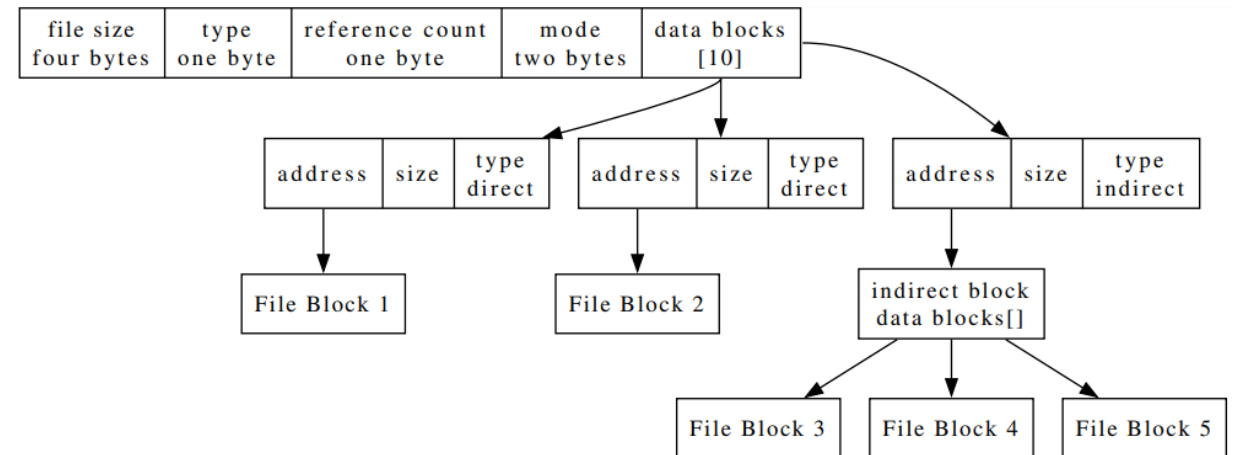 file size
four bytes
type
one byte
reference count
one byte
mode
two bytes
data blocks
[10]
address
size
type
direct
address
size
type
direct
address
size
type
indirect
File Block 1
File Block 2
indirect block
data blocks[]
File Block 3
File Block 4
File Block 5